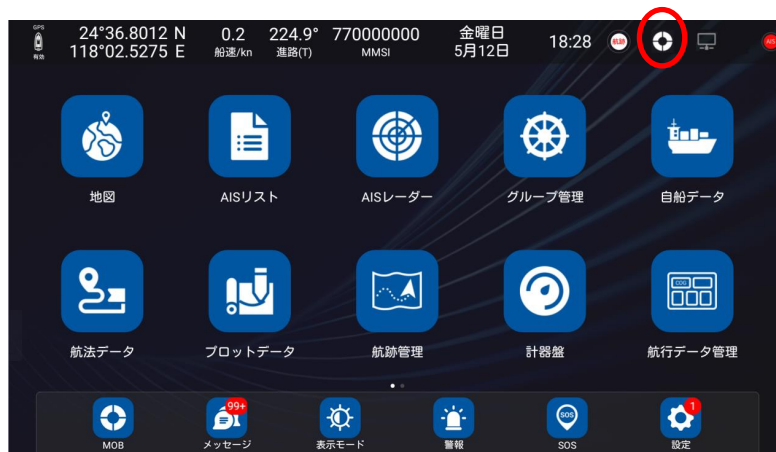 GPS
有効
24°36.8012 N
118°02.5275 E
0.2
船速/kn
224.9°
進路(T)
770000000
MMSI
金曜日
5月12日
18:28
航跡
AIS
地図
AISリスト
AISレーダー
グループ管理
自船データ
航法データ
プロットデータ
航跡管理
計器盤
COG
航行データ管理
MOB
99+
メッセージ
表示モード
警報
SOS
SOS
1
設定